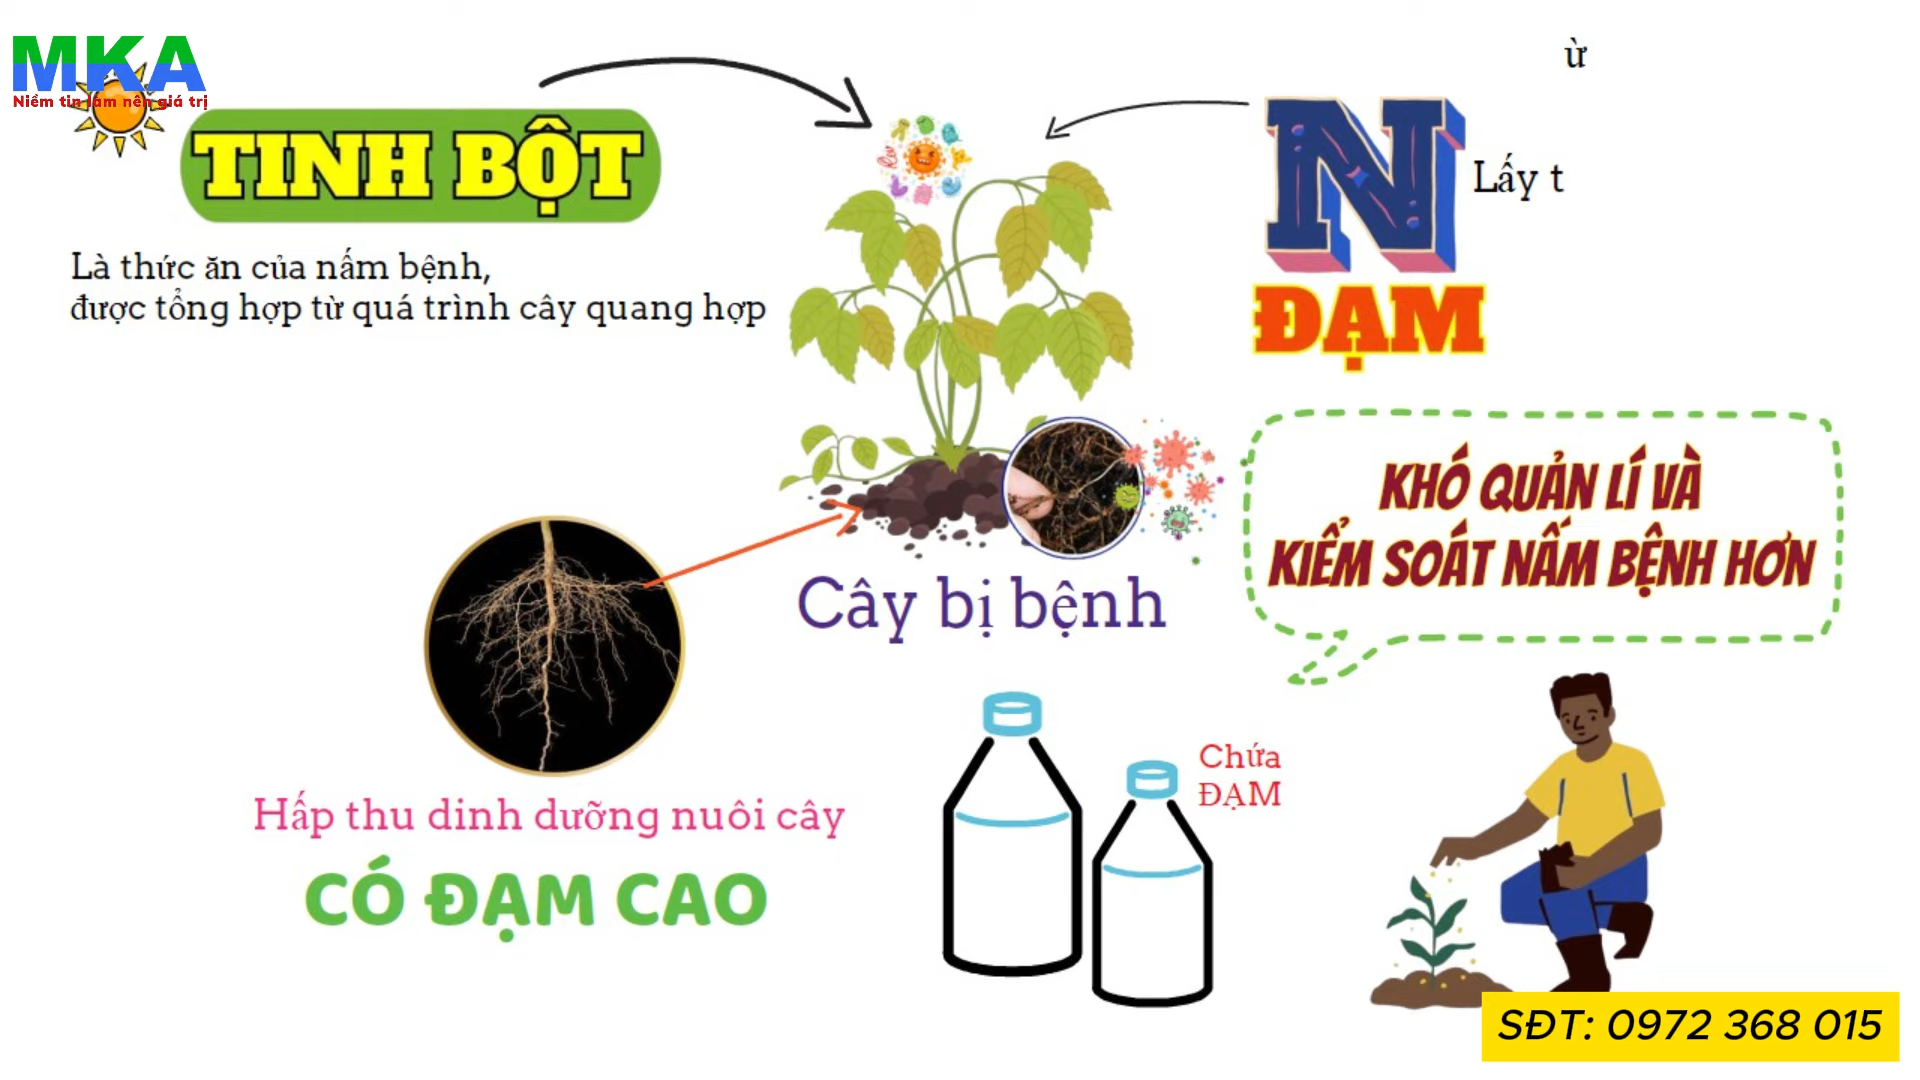 MKA
Niềm tin làm nên giá trị
TINH BỘT
Là thức ăn của nấm bệnh,
được tổng hợp từ quá trình cây quang hợp
ừ
N
Lấy t
ĐẠM
KHÓ QUẢN LÍ VÀ
KIỂM SOÁT NẤM BỆNH HƠN
Cây bị bệnh
Hấp thu dinh dưỡng nuôi cây
CÓ ĐẠM CAO
Chứa
ĐẠM
SĐT: 0972 368 015